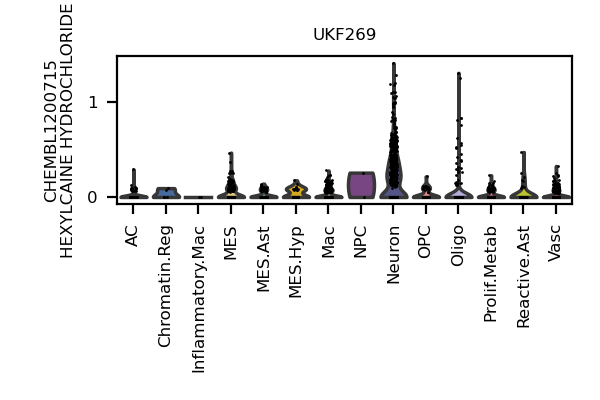 UKF269
CHEMBL1200715
HEXYLCAINE HYDROCHLORIDE
1
0
AC
Chromatin.Reg
Inflammatory.Mac
MES
MES.Ast
MES.Hyp
Mac
NPC
Neuron
OPC
Oligo
Prolif.Metab
Reactive.Ast
Vasc